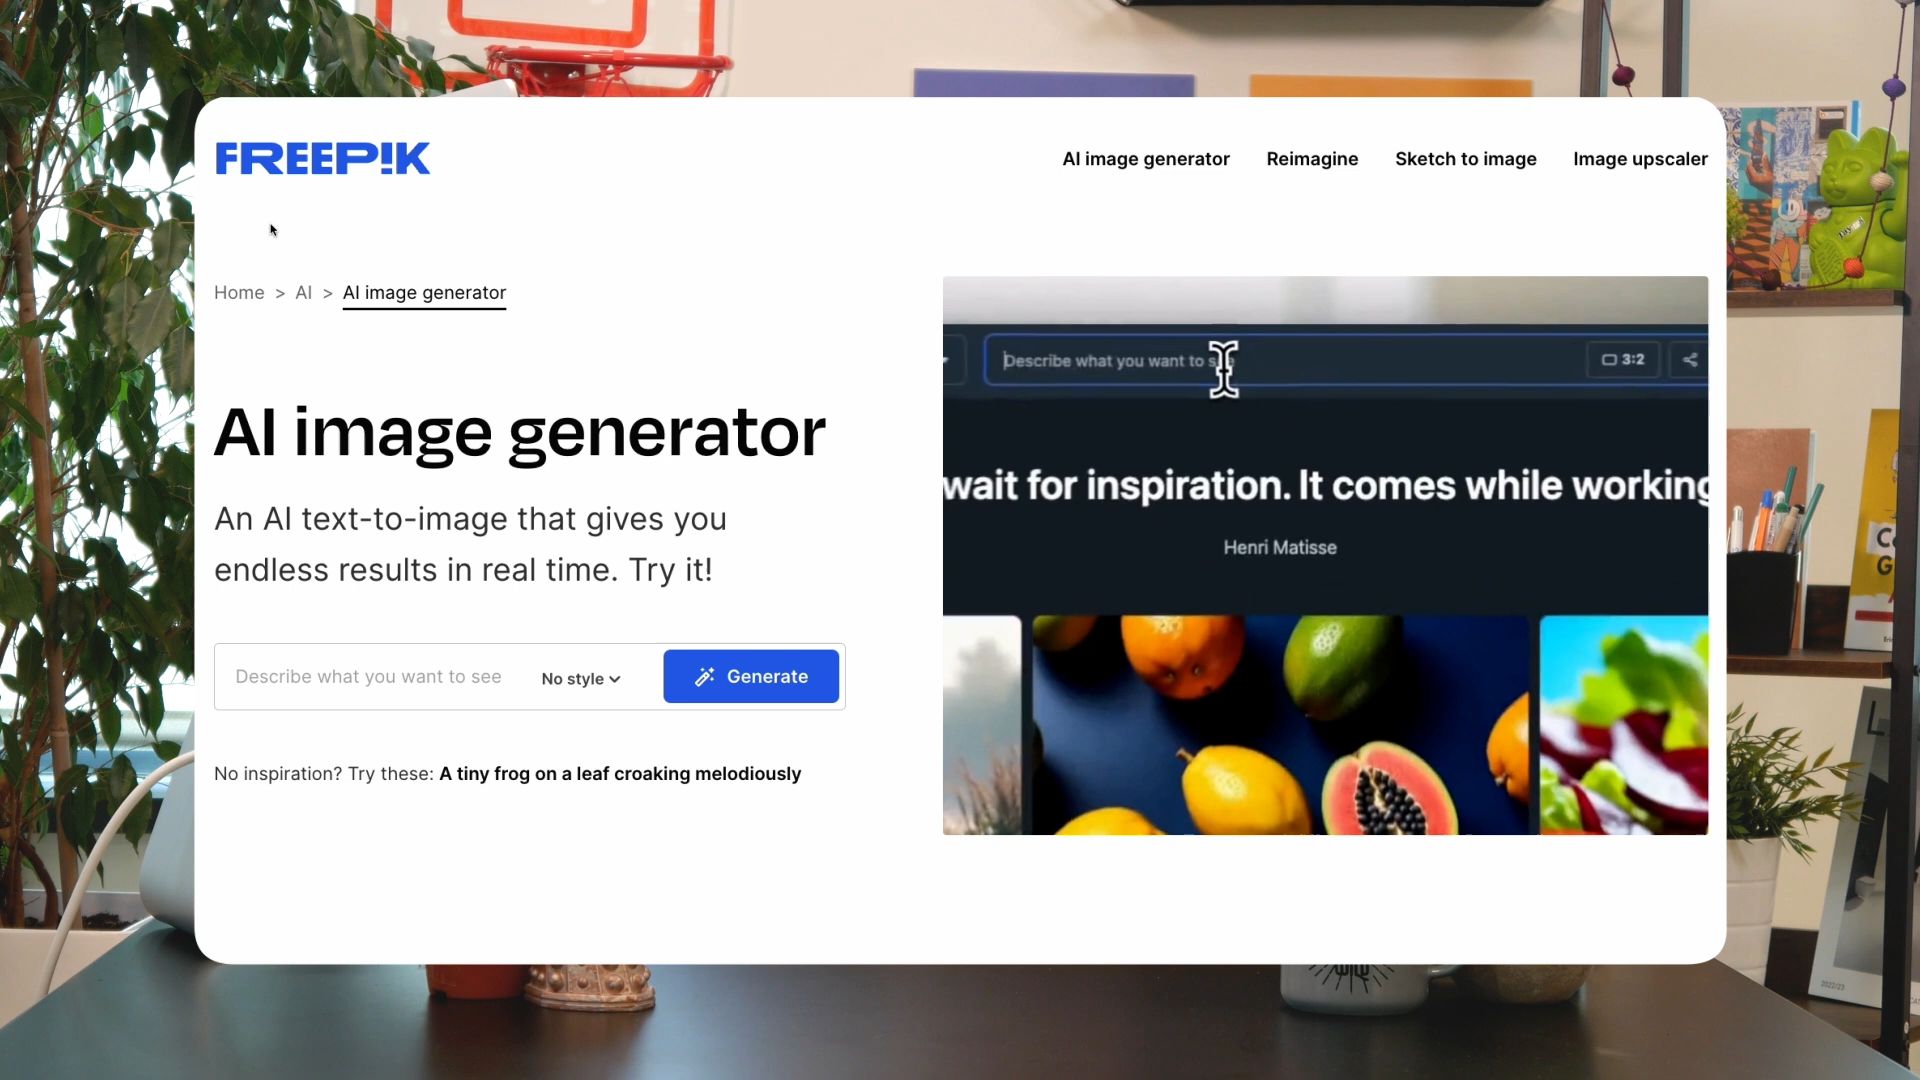 FREEP!K
AI image generator
Reimagine
Sketch to image
Image upscaler
Home > AI > AI image generator
AI image generator
An AI text-to-image that gives you
endless results in real time. Try it!
Describe what you want to see
No style
Generate
No inspiration? Try these: A tiny frog on a leaf croaking melodiously
Describe what you want to
3:2
wait for inspiration. It comes while working
Henri Matisse
2022/23